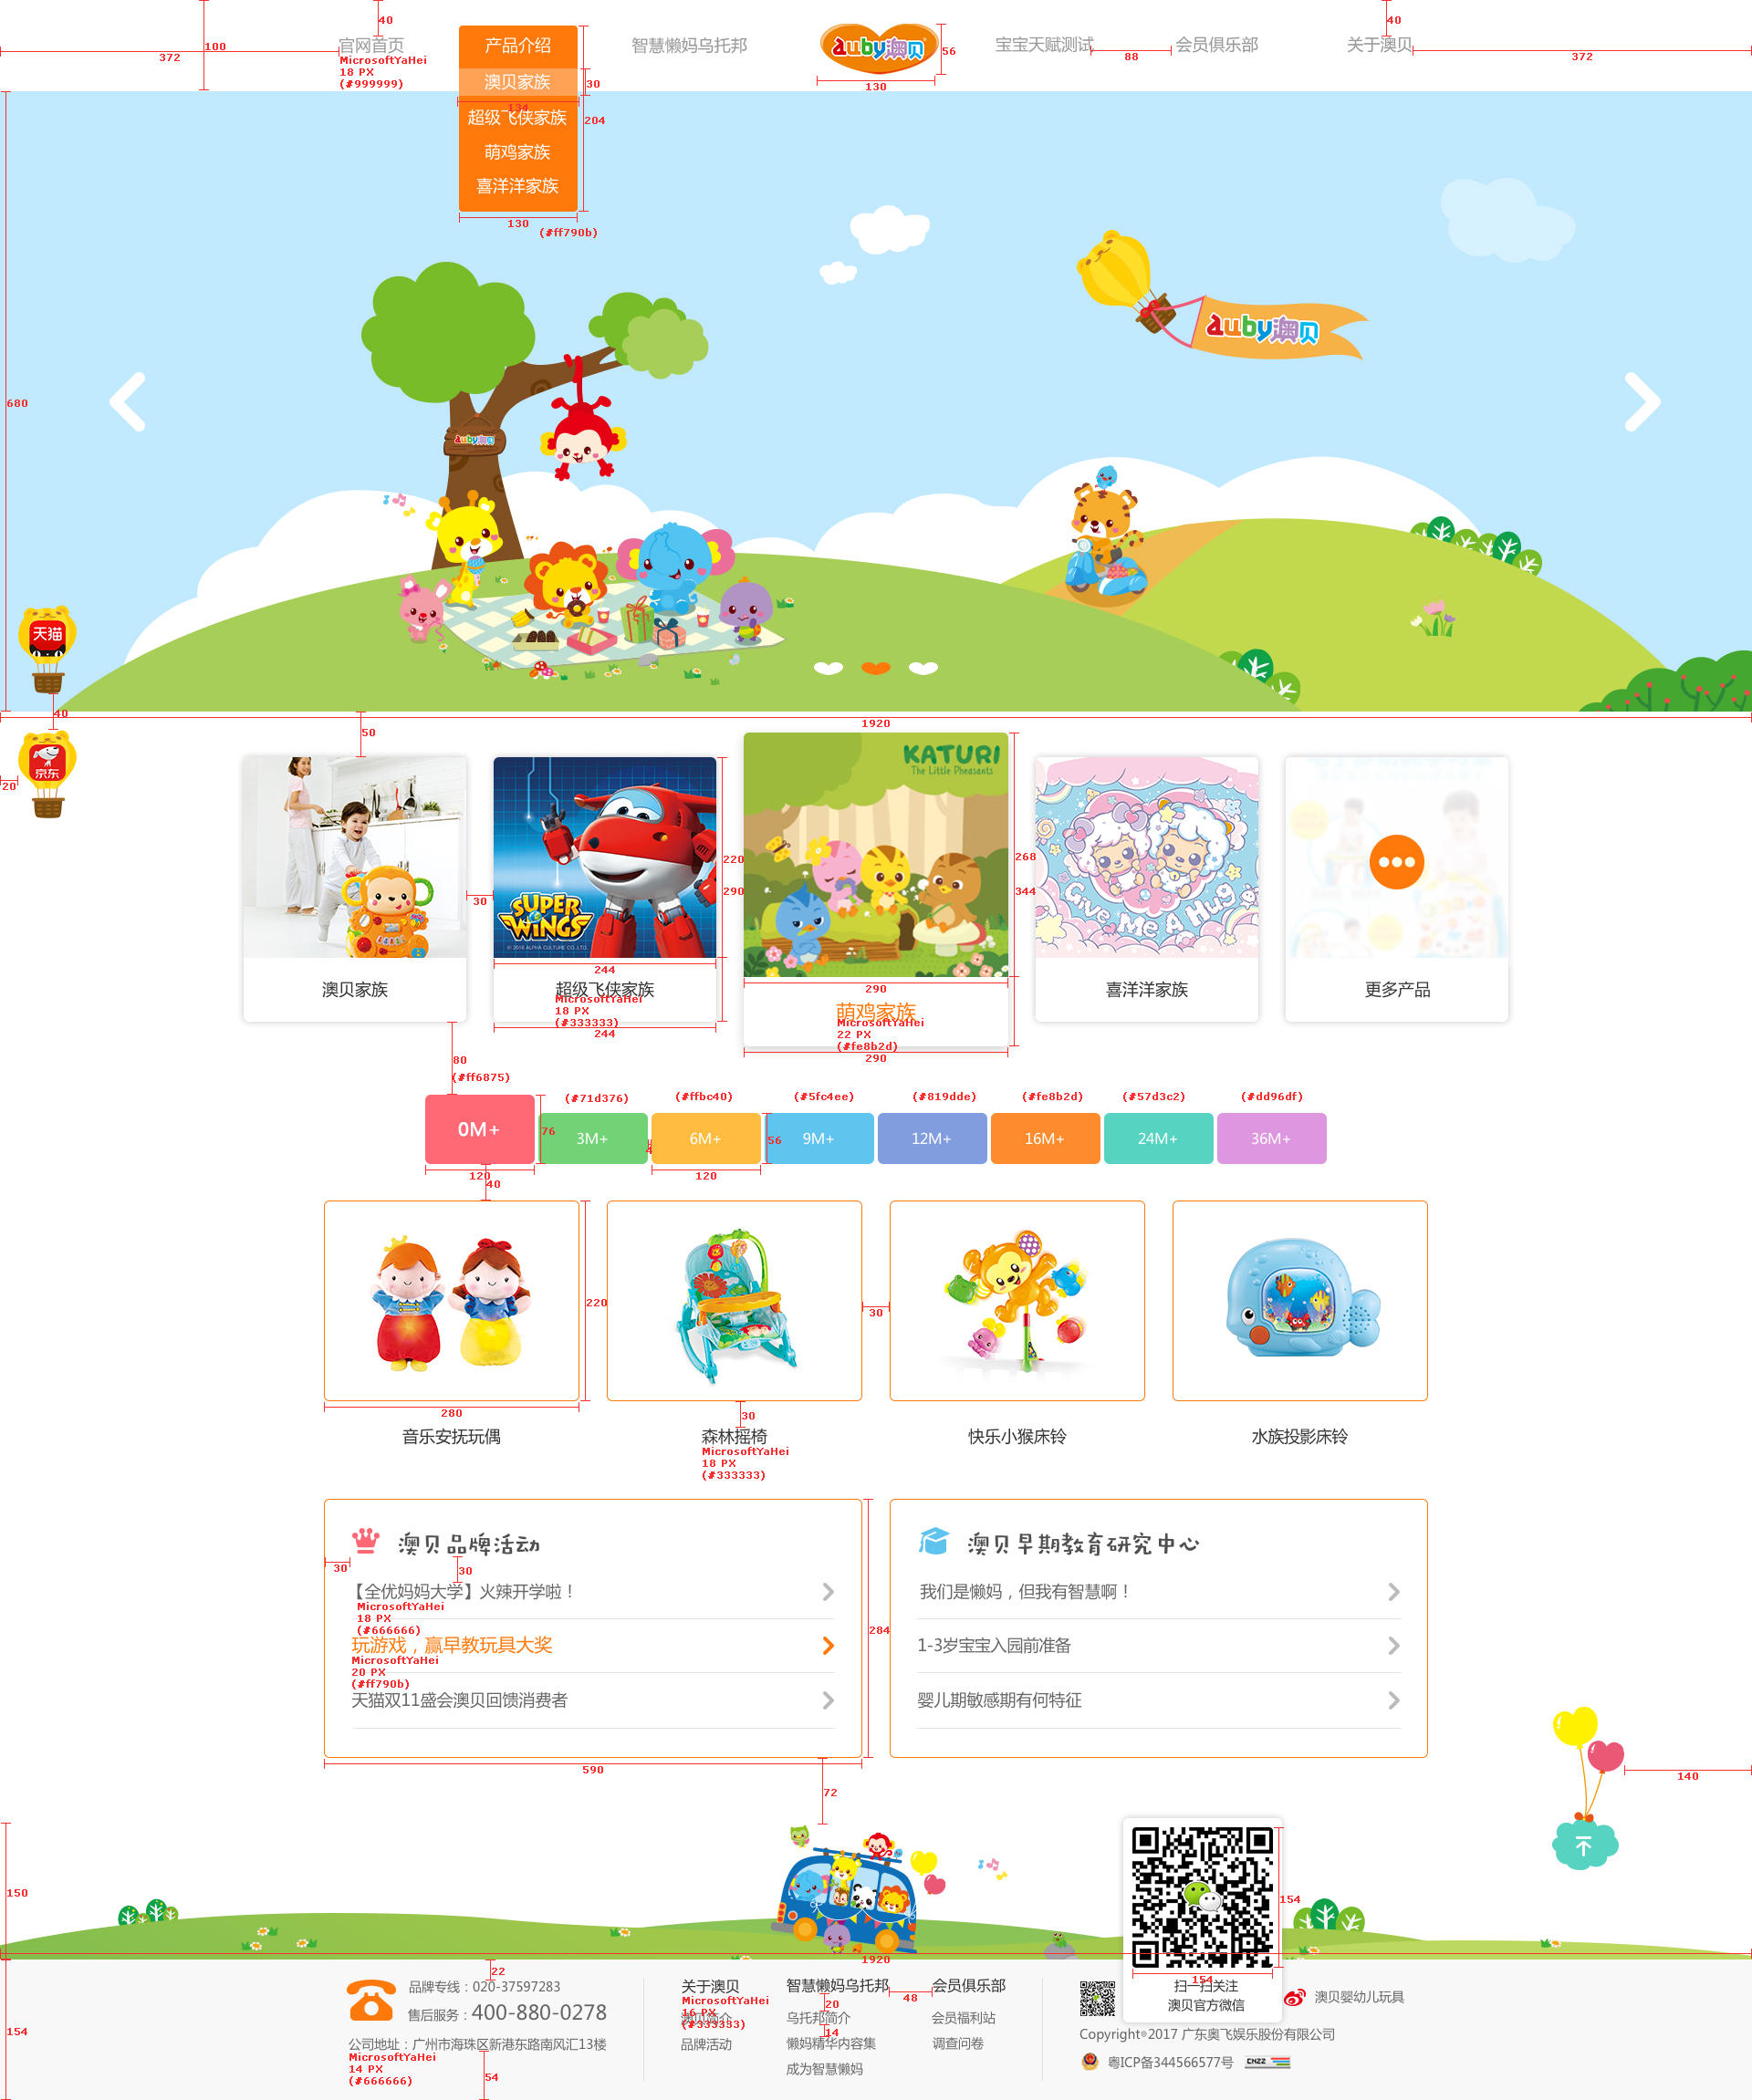 40
40
372
100
官网首页
MicrosoftYaHei
18 PX
(#999999)
产品介绍
澳贝家族
30
134
超级飞侠家族
204
萌鸡家族
喜洋洋家族
130
(#ff790b)
智慧懒妈乌托邦
auby澳贝
56
130
宝宝天赋测试
88
会员俱乐部
关于澳贝
372
auby澳贝
auby澳贝
680
天猫
40
1920
50
京东
20
KATURI
The Little Pheasants
SUPER
WINGS
© 2016 ALPHA CULTURE CO.,LTD.
Give Me A Hug
30
220
290
268
344
244
290
澳贝家族
超级飞侠家族
MicrosoftYaHei
18 PX
(#333333)
244
萌鸡家族
MicrosoftYaHei
22 PX
(#fe8b2d)
290
喜洋洋家族
更多产品
80
(#ff6875)
(#71d376)
(#ffbc40)
(#5fc4ee)
(#819dde)
(#fe8b2d)
(#57d3c2)
(#dd96df)
0M+
76
3M+
6M+
56
9M+
12M+
16M+
24M+
36M+
120
120
40
220
30
280
30
音乐安抚玩偶
森林摇椅
MicrosoftYaHei
18 PX
(#333333)
快乐小猴床铃
水族投影床铃
澳贝品牌活动
30
30
【全优妈妈大学】火辣开学啦！
MicrosoftYaHei
18 PX
(#666666)
玩游戏，赢早教玩具大奖
MicrosoftYaHei
20 PX
(#ff790b)
天猫双11盛会澳贝回馈消费者
284
590
澳贝早期教育研究中心
我们是懒妈，但我有智慧啊！
1-3岁宝宝入园前准备
婴儿期敏感期有何特征
72
140
150
154
1920
154
22
154
品牌专线：020-37597283
售后服务：400-880-0278
公司地址：广州市海珠区新港东路南风汇13楼
MicrosoftYaHei
14 PX
(#666666)
54
关于澳贝
MicrosoftYaHei
16 PX
(#333333)
澳贝简介
品牌活动
智慧懒妈乌托邦
48
20
乌托邦简介
14
懒妈精华内容集
成为智慧懒妈
会员俱乐部
会员福利站
调查问卷
扫一扫关注
澳贝官方微信
澳贝婴幼儿玩具
Copyright©2017 广东奥飞娱乐股份有限公司
粤ICP备344566577号
CNZZ